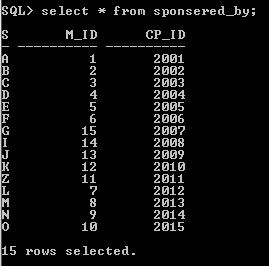 SQL> select * from sponsered_by;
S M_ID CP_ID
- ---------- ----------
A 1 2001
B 2 2002
C 3 2003
D 4 2004
E 5 2005
F 6 2006
G 15 2007
I 14 2008
J 13 2009
K 12 2010
Z 11 2011
L 7 2012
M 8 2013
N 9 2014
O 10 2015
15 rows selected.